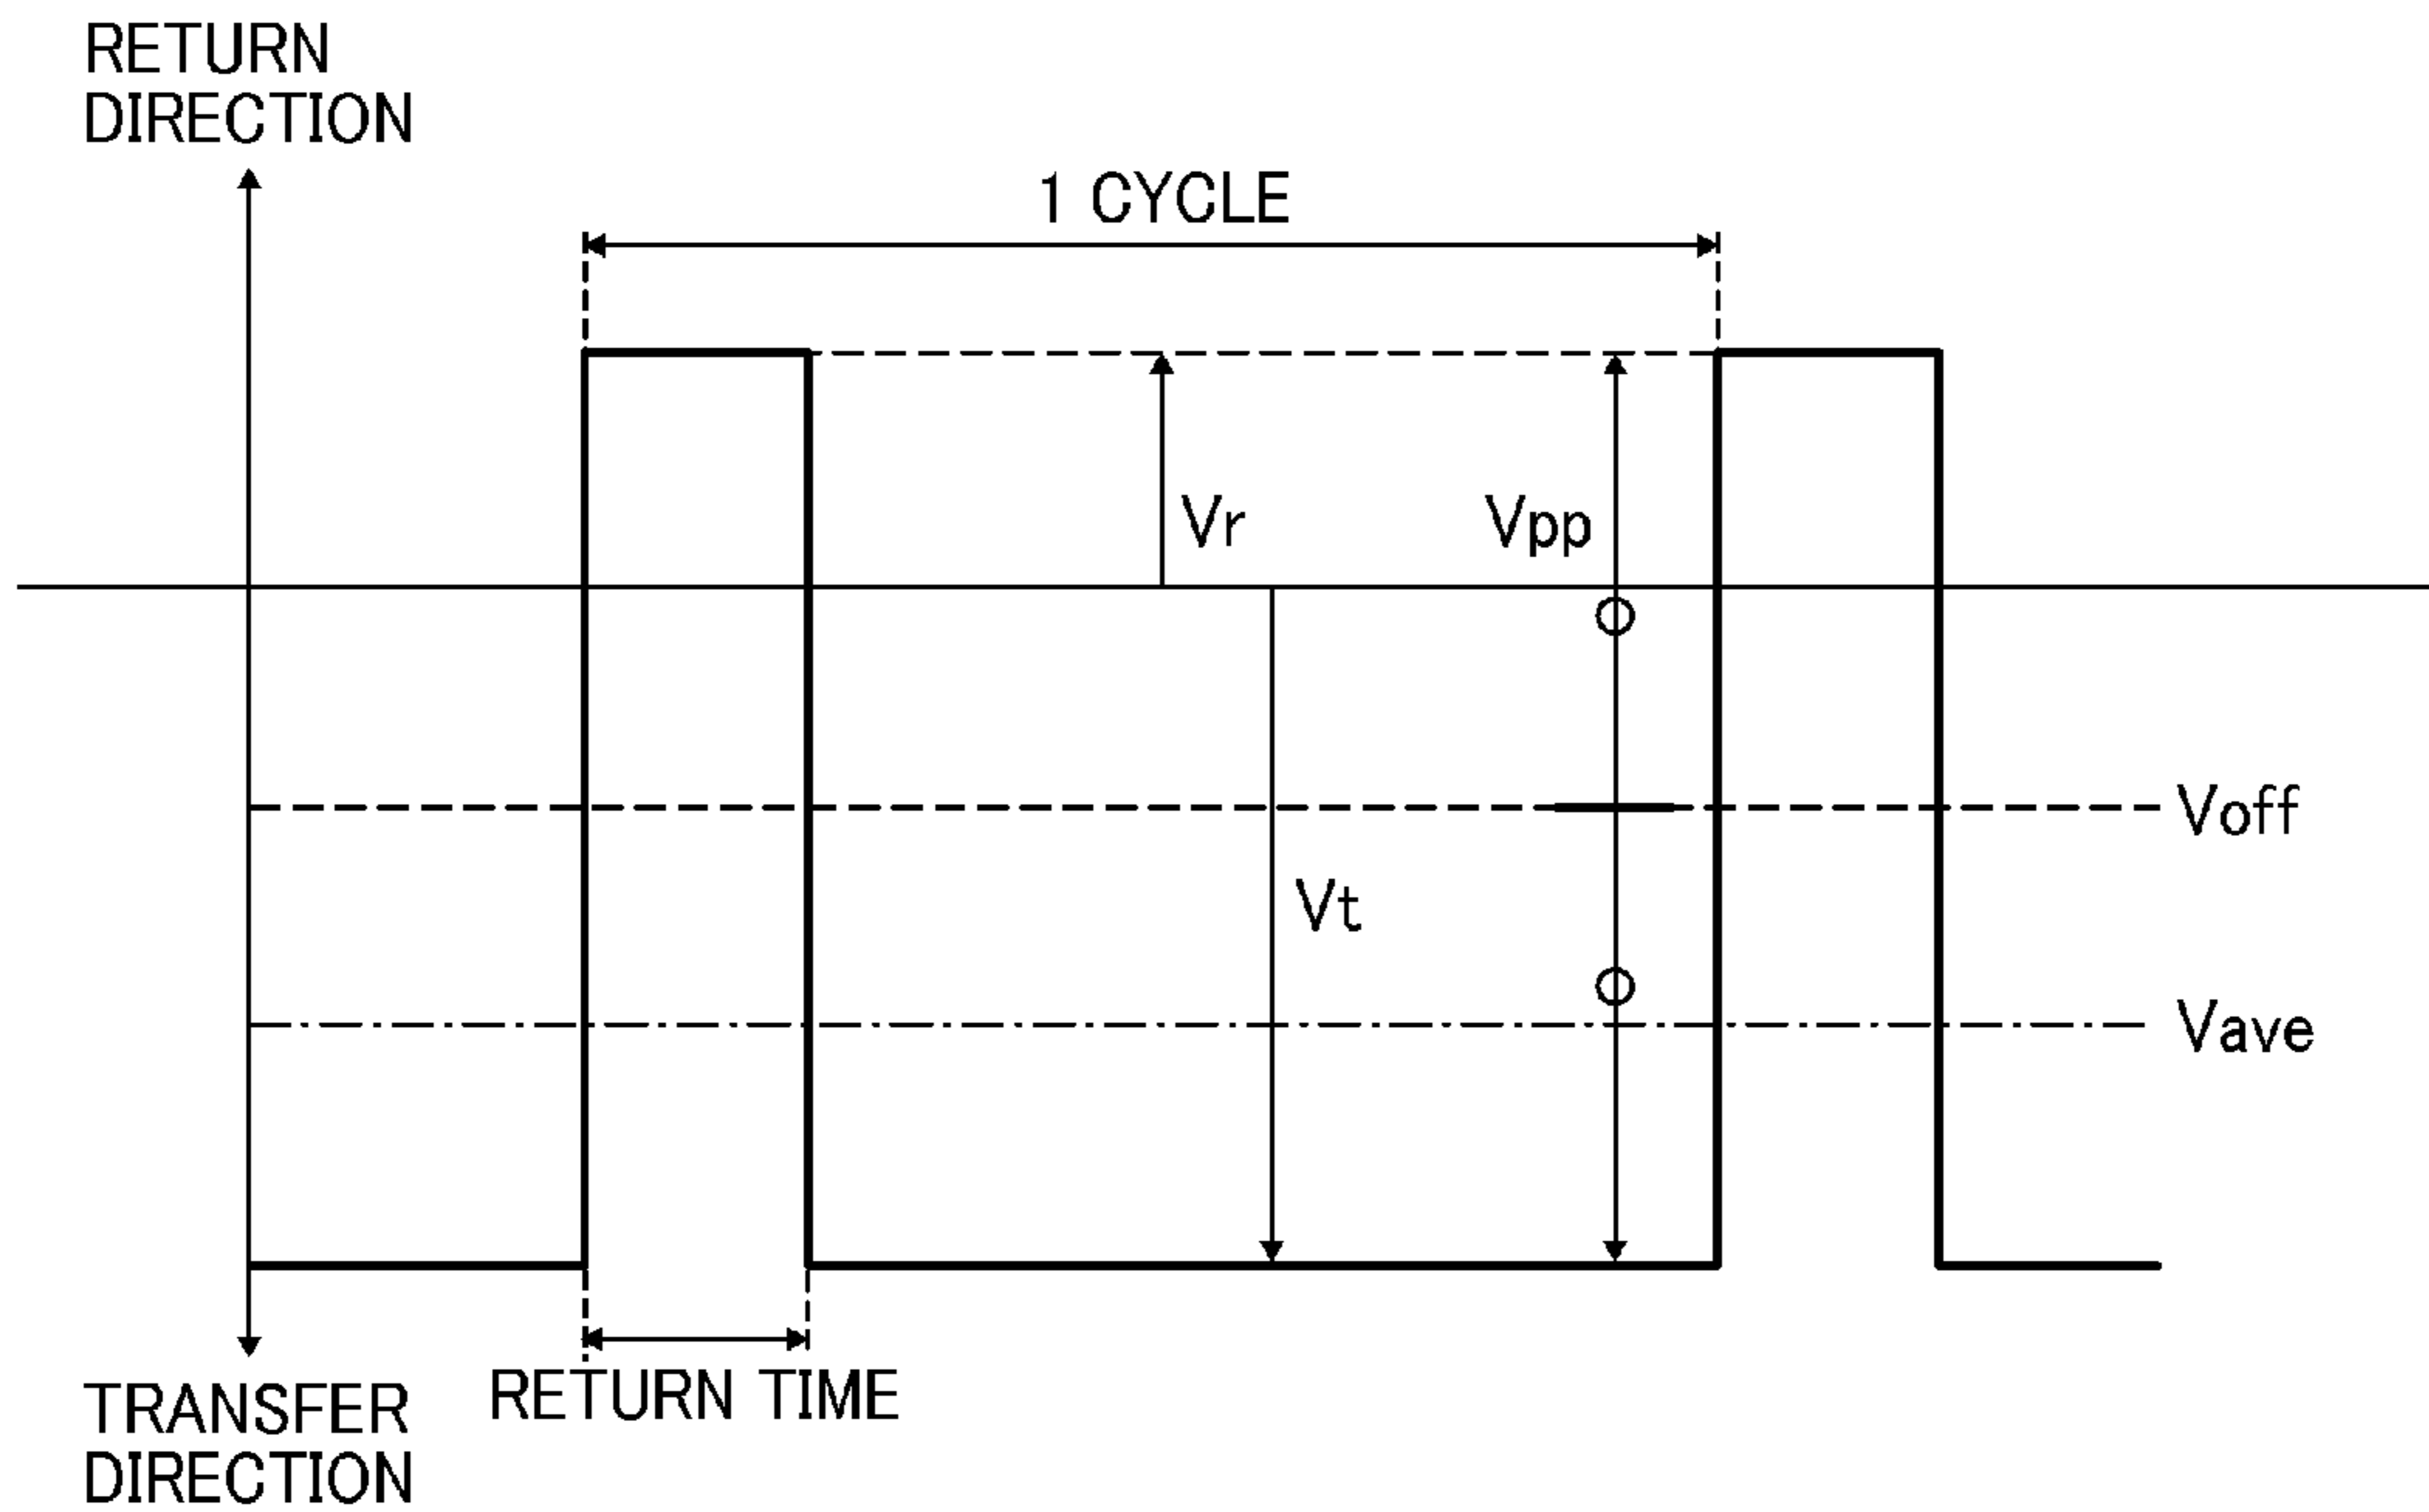 RETURN
DIRECTION
1 CYCLE
Vr
Vpp
Voff
Vt
Vave
RETURN TIME
TRANSFER
DIRECTION